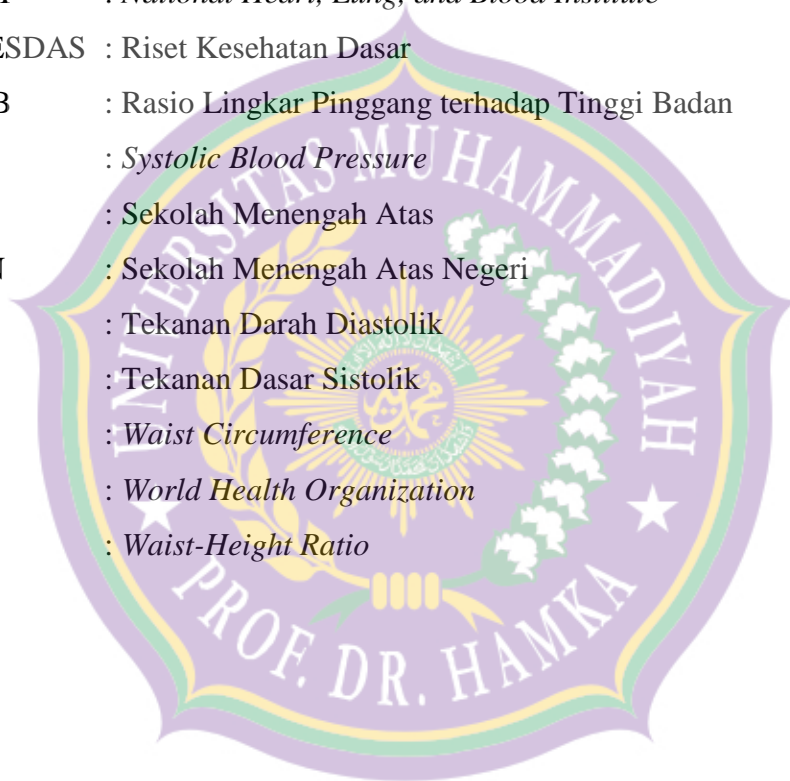 : National Heart, Lung, and Blood Institute
ESDAS : Riset Kesehatan Dasar
B : Rasio Lingkar Pinggang terhadap Tinggi Badan
: Systolic Blood Pressure
: Sekolah Menengah Atas
N : Sekolah Menengah Atas Negeri
: Tekanan Darah Diastolik
: Tekanan Dasar Sistolik
: Waist Circumference
: World Health Organization
: Waist-Height Ratio
UNIVERSITAS MUHAMMADIYAH
PROF. DR. HAMKA